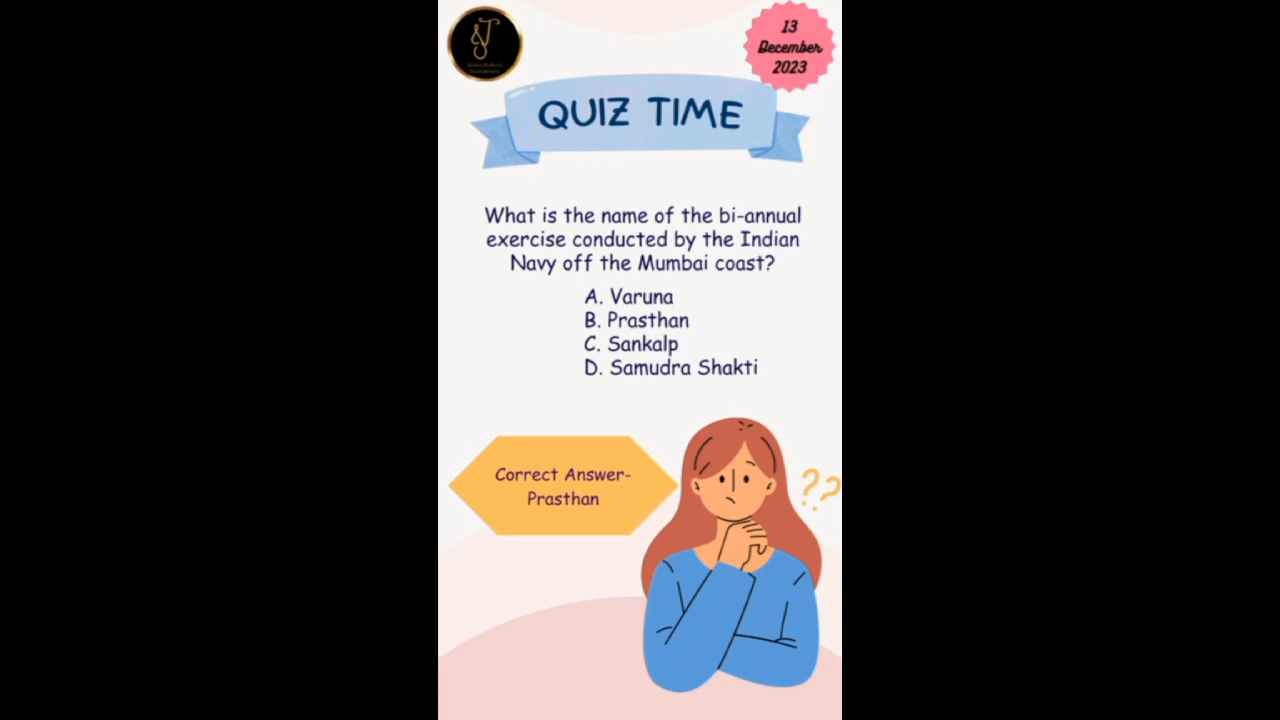 13
December
2023
QUIZ TIME
What is the name of the bi-annual
exercise conducted by the Indian
Navy off the Mumbai coast?
A. Varuna
B. Prasthan
C. Sankalp
D. Samudra Shakti
Correct Answer-
Prasthan
??